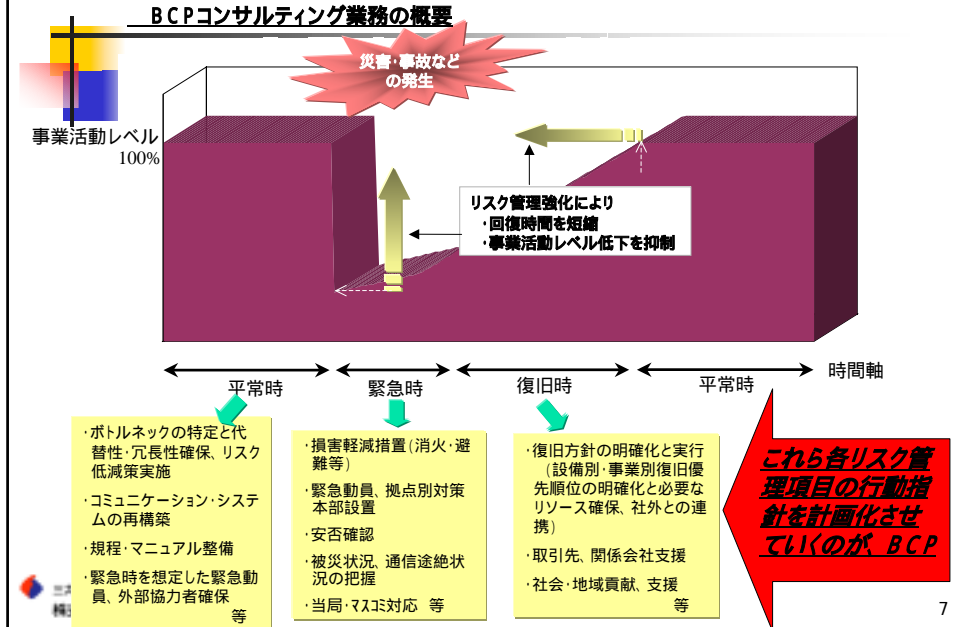 BCPコンサルティング業務の概要
災害・事故など
の発生
事業活動レベル
100%
リスク管理強化により
・回復時間を短縮
・事業活動レベル低下を抑制
時間軸
平常時
緊急時
復旧時
平常時
・ボトルネックの特定と代
替性・冗長性確保、リスク
低減策実施
・コミュニケーション・システ
ムの再構築
・規程・マニュアル整備
・緊急時を想定した緊急動
員、外部協力者確保
等
・損害軽減措置(消火・避
難等)
・緊急動員、拠点別対策
本部設置
・安否確認
・被災状況、通信途絶状
況の把握
・当局・マスコミ対応 等
・復旧方針の明確化と実行
(設備別・事業別復旧優
先順位の明確化と必要な
リソース確保、社外との連
携)
・取引先、関係会社支援
・社会・地域貢献、支援
等
これら各リスク管
理項目の行動指
針を計画化させ
ていくのが、BCP
7